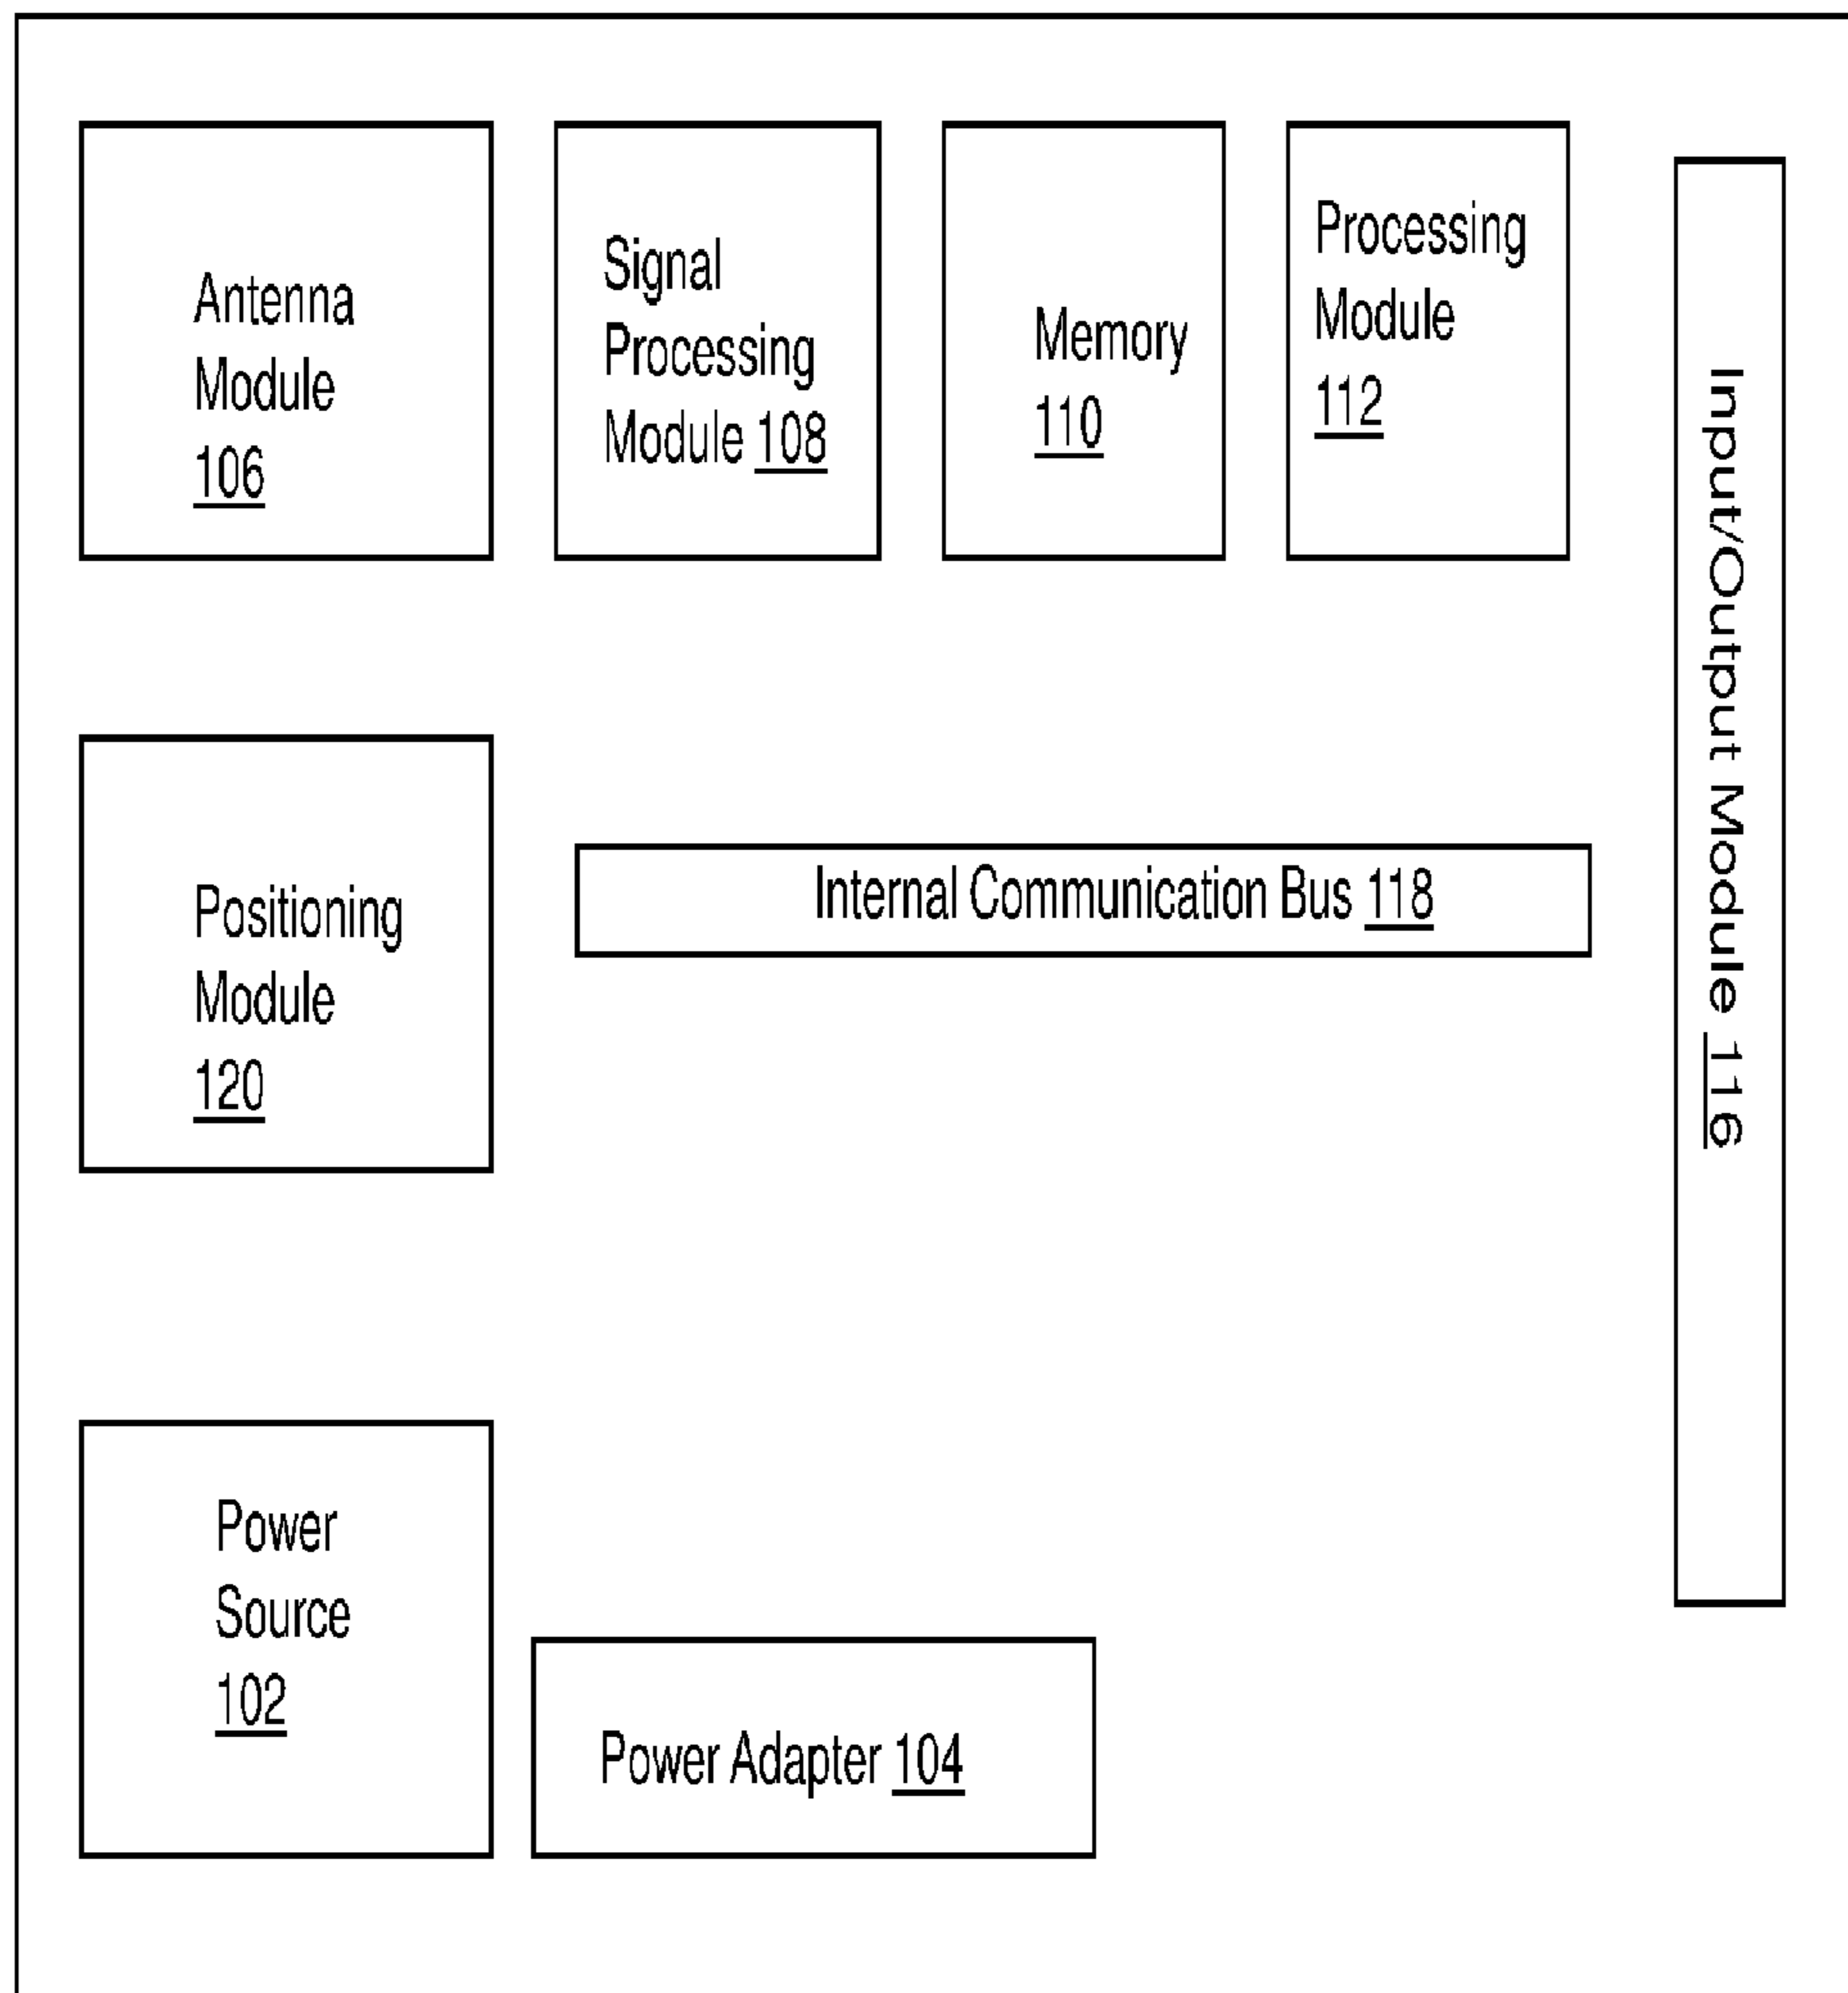 Antenna
Module
106
Signal
Processing
Module 108
Memory
110
Processing
Module
112
Input/Output Module 116
Positioning
Module
120
Internal Communication Bus 118
Power
Source
102
Power Adapter 104